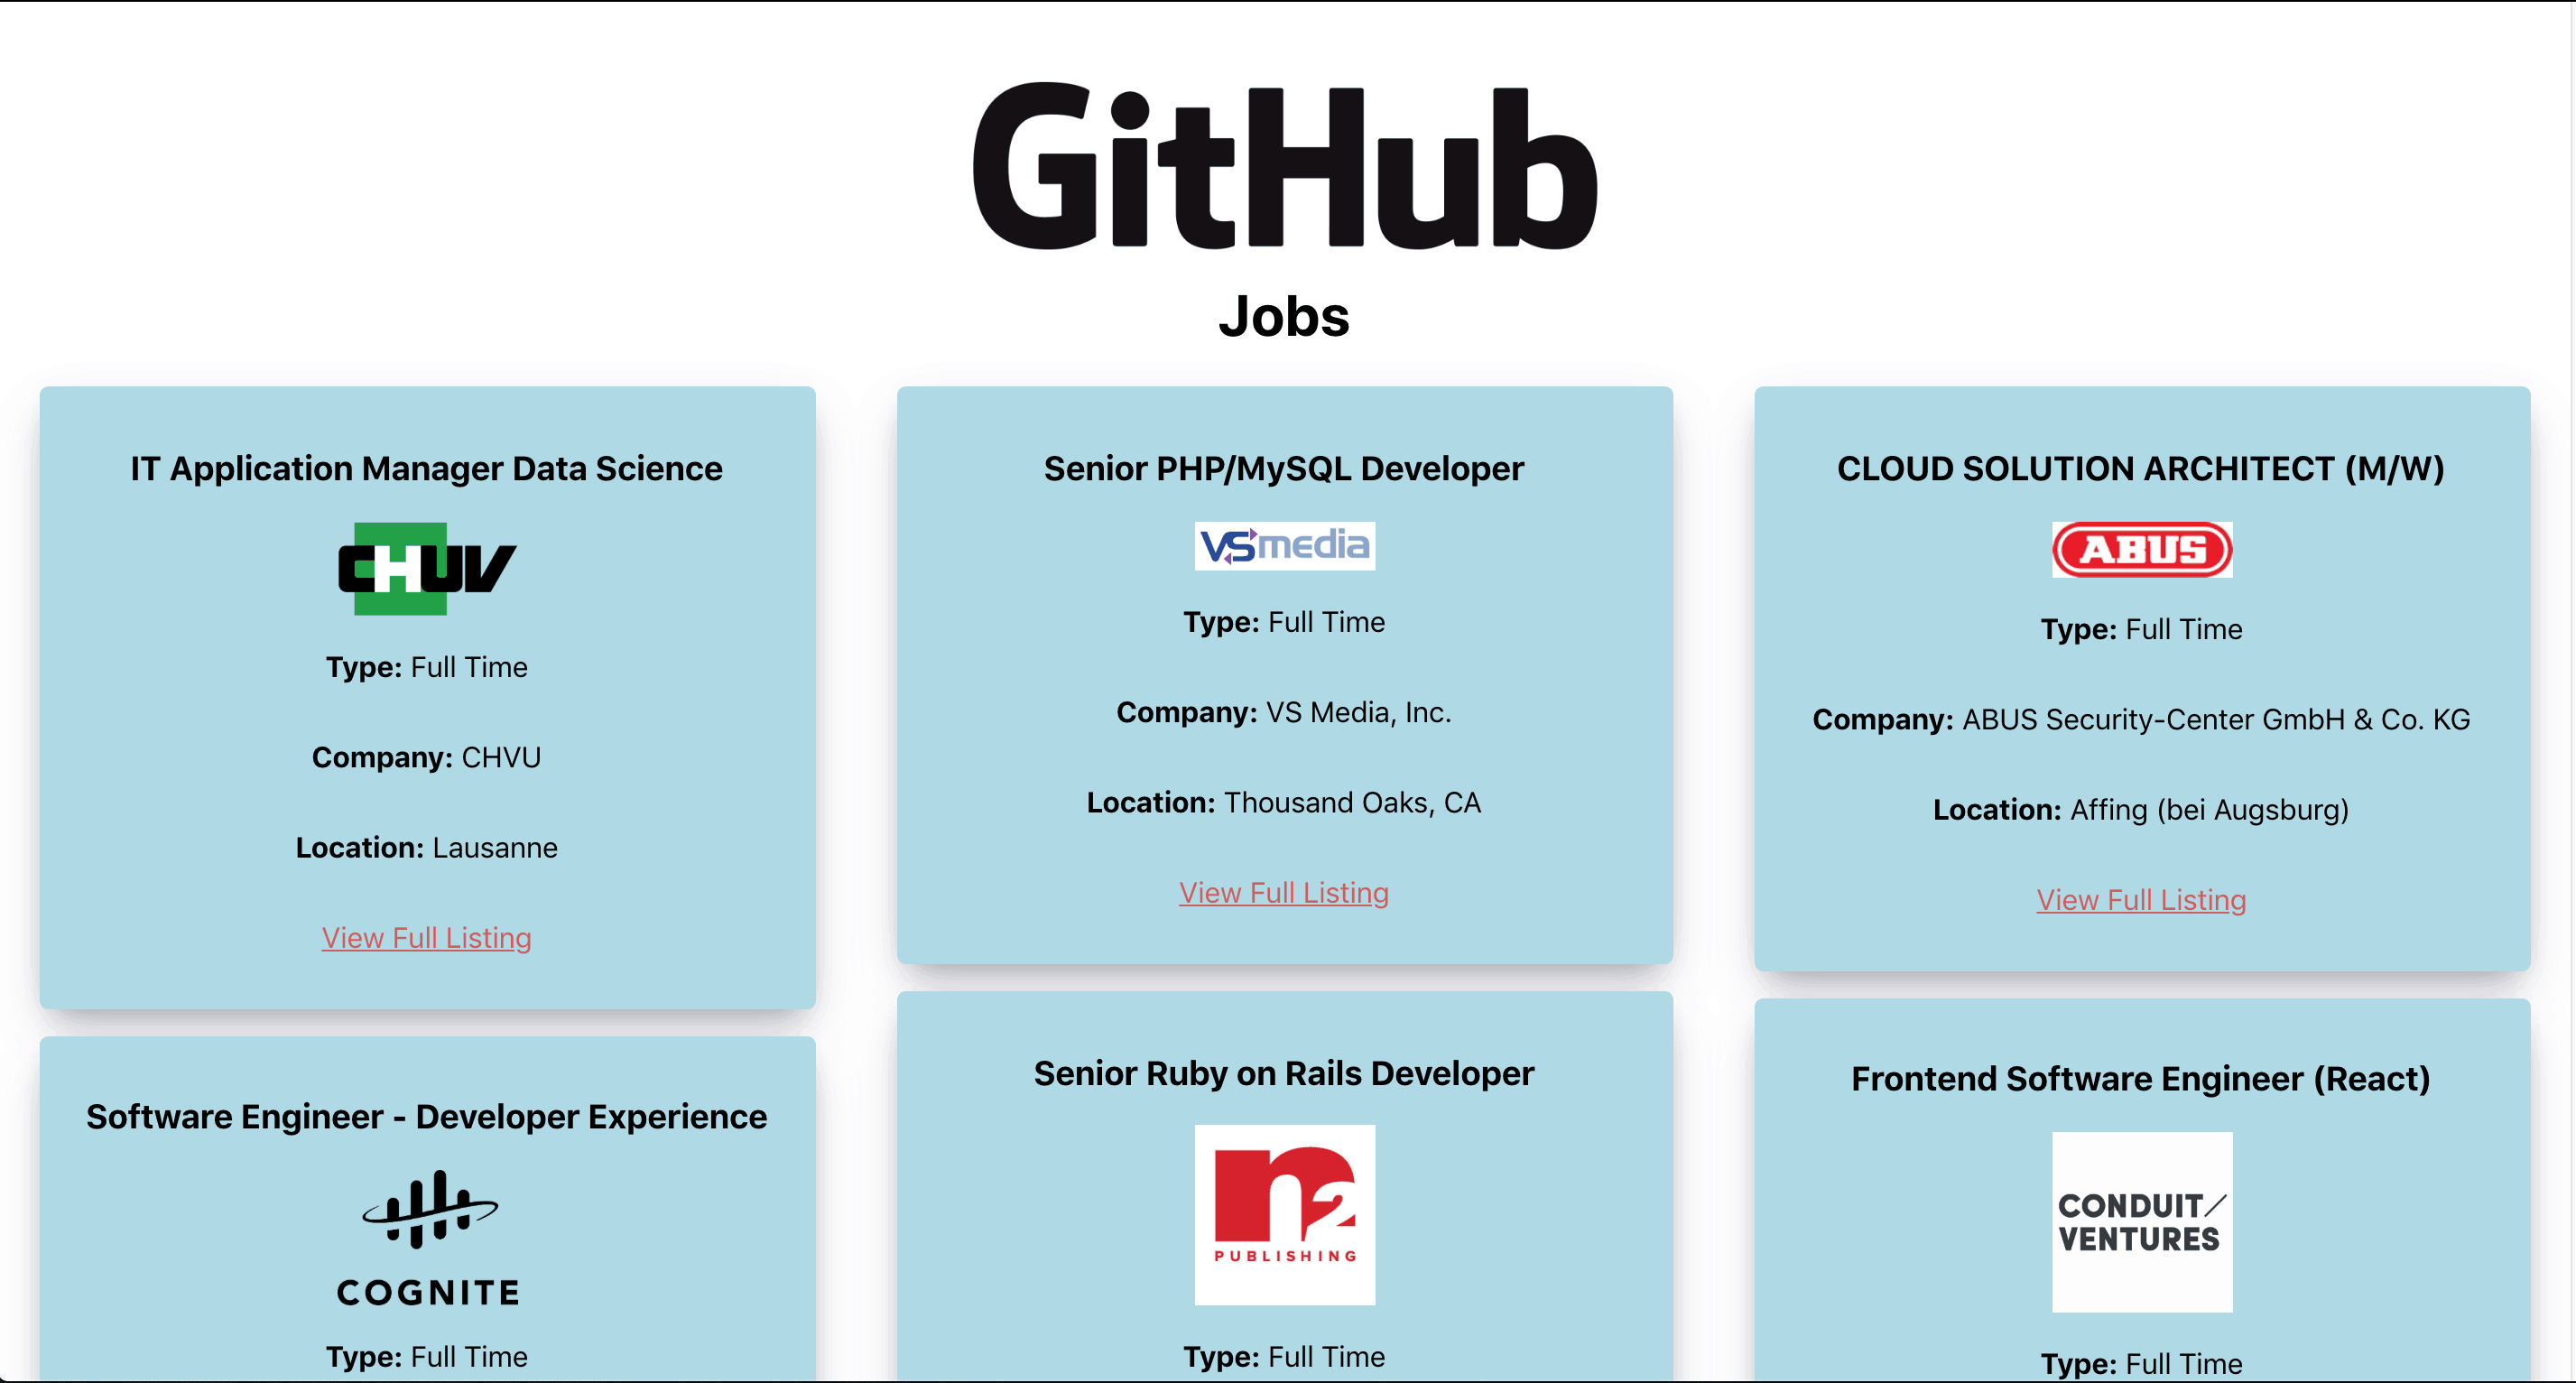 GitHub
Jobs
IT Application Manager Data Science
CHUV
Type: Full Time
Company: CHVU
Location: Lausanne
View Full Listing
Senior PHP/MySQL Developer
VSmedia
Type: Full Time
Company: VS Media, Inc.
Location: Thousand Oaks, CA
View Full Listing
CLOUD SOLUTION ARCHITECT (M/W)
ABUS
Type: Full Time
Company: ABUS Security-Center GmbH & Co. KG
Location: Affing (bei Augsburg)
View Full Listing
Software Engineer - Developer Experience
COGNITE
Type: Full Time
Senior Ruby on Rails Developer
n2
PUBLISHING
Type: Full Time
Frontend Software Engineer (React)
CONDUIT/
VENTURES
Type: Full Time